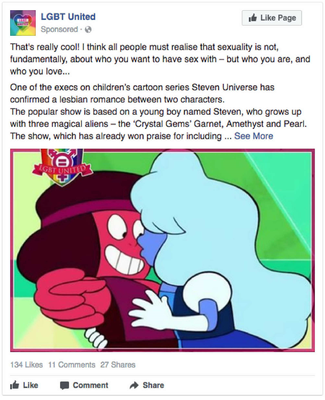 LGBT United
Sponsored ·
Like Page
That's really cool! I think all people must realise that sexuality is not,
fundamentally, about who you want to have sex with – but who you are, and
who you love...
One of the execs on children's cartoon series Steven Universe has
confirmed a lesbian romance between two characters.
The popular show is based on a young boy named Steven, who grows up
with three magical aliens – the 'Crystal Gems' Garnet, Amethyst and Pearl.
The show, which has already won praise for including ... See More
LGBT UNITED
134 Likes 11 Comments 27 Shares
Like Comment Share